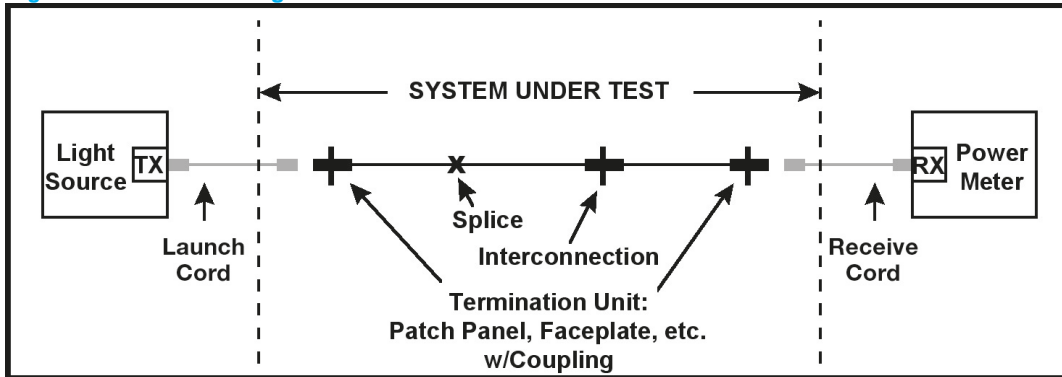 SYSTEM UNDER TEST
Light
Source
TX
RX
Power
Meter
Splice
Launch
Cord
Interconnection
Receive
Cord
Termination Unit:
Patch Panel, Faceplate, etc.
w/Coupling